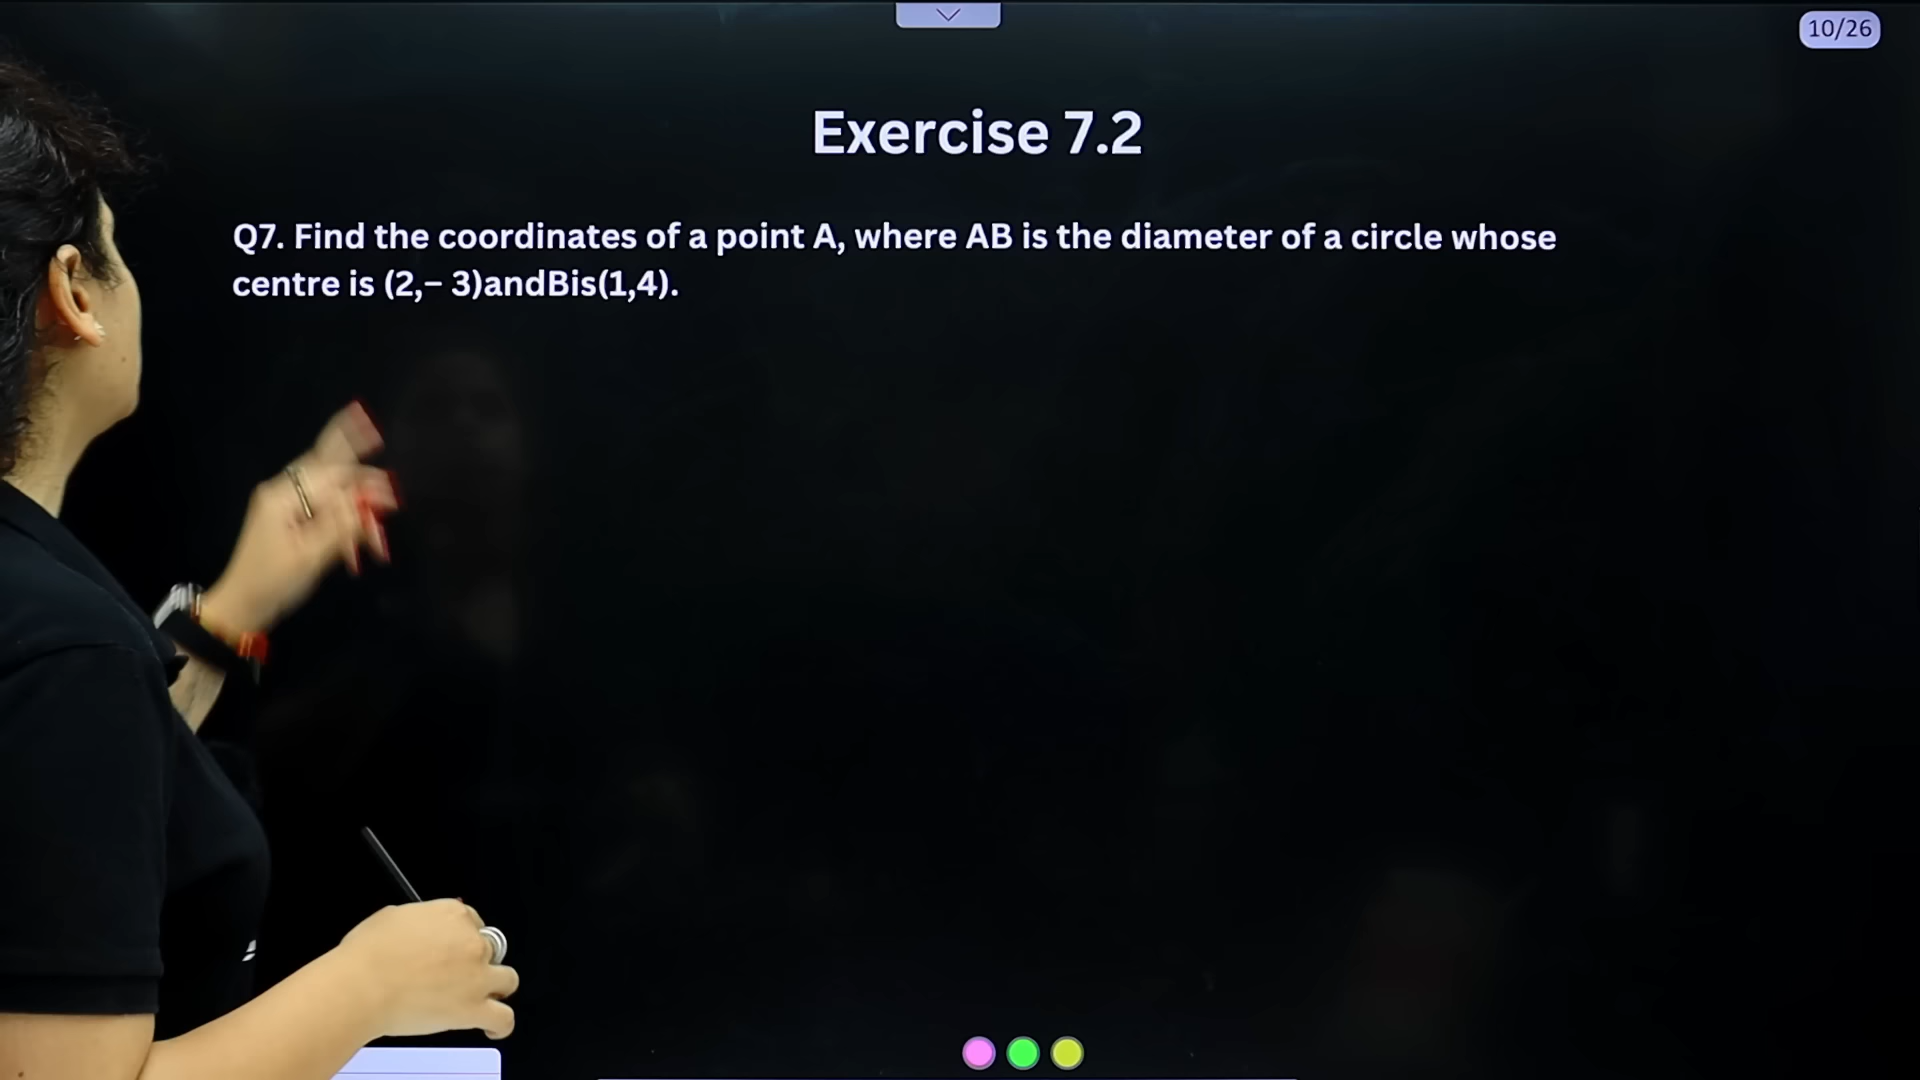 10/26
Exercise 7.2
Q7. Find the coordinates of a point A, where AB is the diameter of a circle whose
centre is (2,– 3)andBis(1,4).